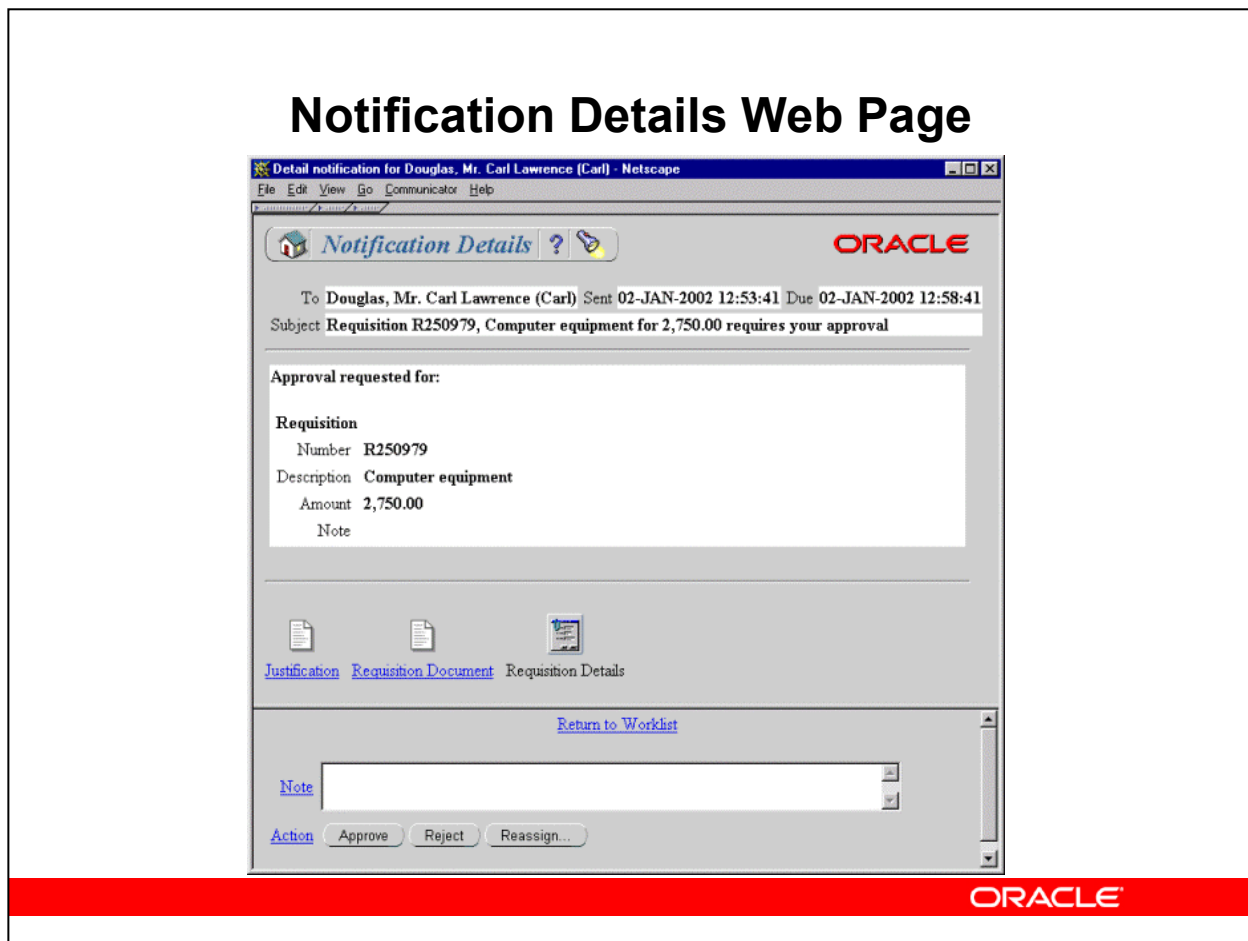 Notification Details Web Page
Detail notification for Douglas, Mr. Carl Lawrence (Carl) - Netscape
File Edit View Go Communicator Help
Notification Details ? ORACLE
To Douglas, Mr. Carl Lawrence (Carl) Sent 02-JAN-2002 12:53:41 Due 02-JAN-2002 12:58:41
Subject Requisition R250979, Computer equipment for 2,750.00 requires your approval
Approval requested for:
Requisition
Number R250979
Description Computer equipment
Amount 2,750.00
Note
Justification Requisition Document Requisition Details
Return to Worklist
Note
Action Approve Reject Reassign...
ORACLE